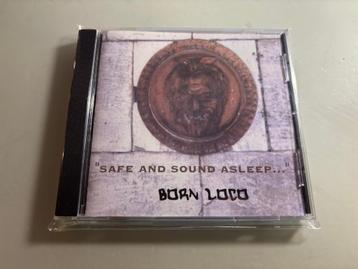 "SAFE AND SOUND ASLEEP..."
BORN LOCO